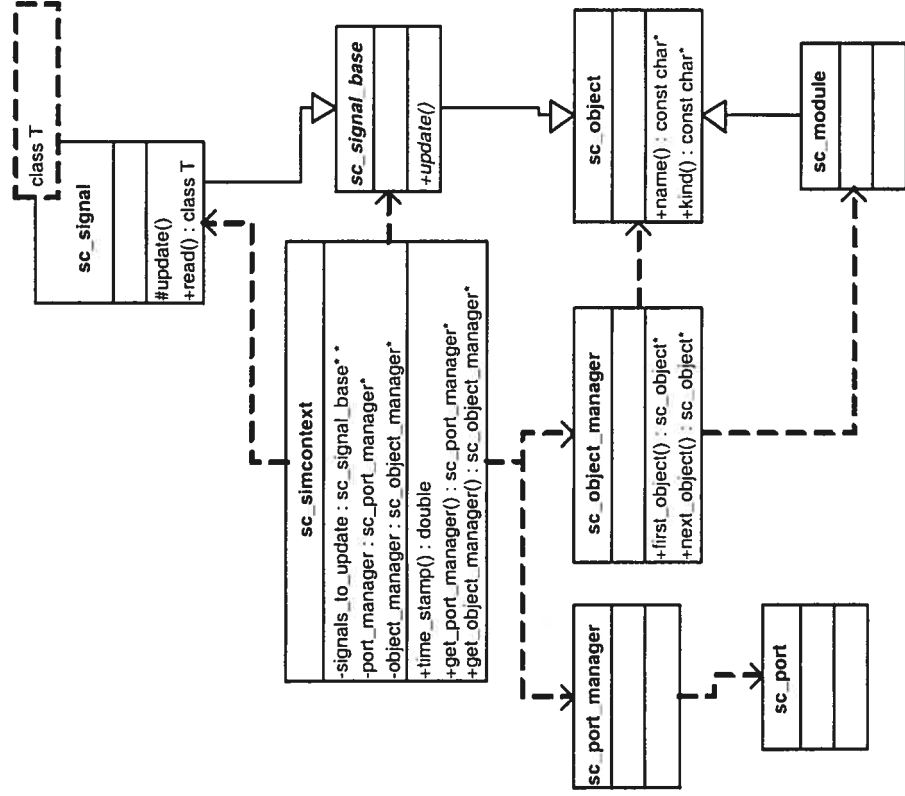 class T
sc_signal
#update()
+read() : class T
sc_signal_base
+update()
sc_simcontext
-signals_to_update : sc_signal_base* *
-port_manager : sc_port_manager*
-object_manager : sc_object_manager*
+time_stamp() : double
+get_port_manager() : sc_port_manager*
+get_object_manager() : sc_object_manager*
sc_object
+name() : const char*
+kind() : const char*
sc_object_manager
+first_object() : sc_object*
+next_object() : sc_object*
sc_module
sc_port_manager
sc_port